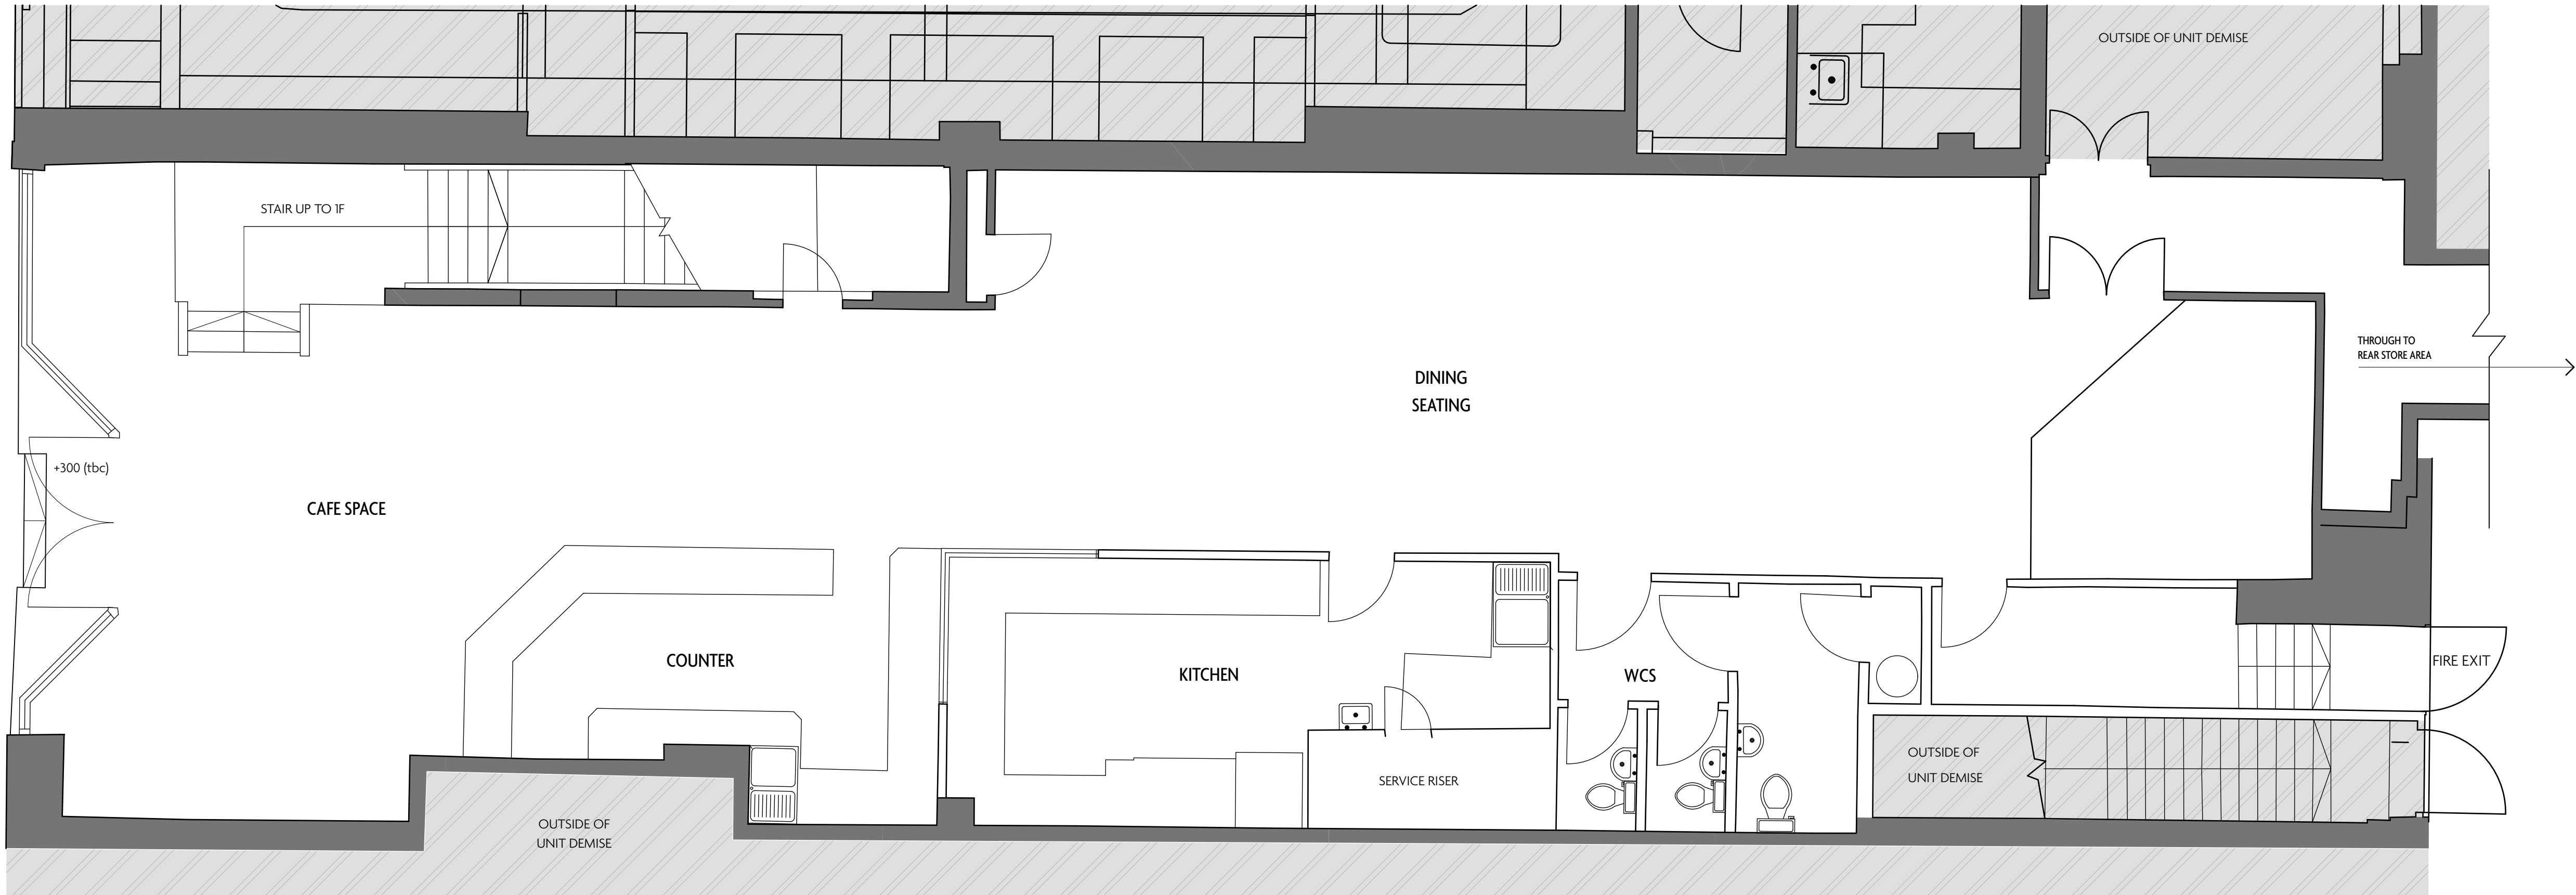 OUTSIDE OF UNIT DEMISE
STAIR UP TO 1F
THROUGH TO
REAR STORE AREA
DINING
SEATING
+300 (tbc)
CAFE SPACE
COUNTER
KITCHEN
WCS
FIRE EXIT
SERVICE RISER
OUTSIDE OF
UNIT DEMISE
OUTSIDE OF
UNIT DEMISE